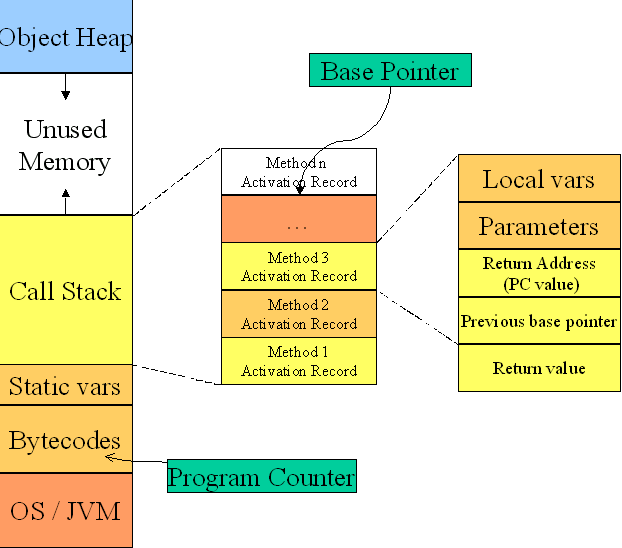 Object Heap
Unused
Memory
Call Stack
Static vars
Bytecodes
OS / JVM
Base Pointer
Method n
Activation Record
...
Method 3
Activation Record
Method 2
Activation Record
Method 1
Activation Record
Program Counter
Local vars
Parameters
Return Address
(PC value)
Previous base pointer
Return value